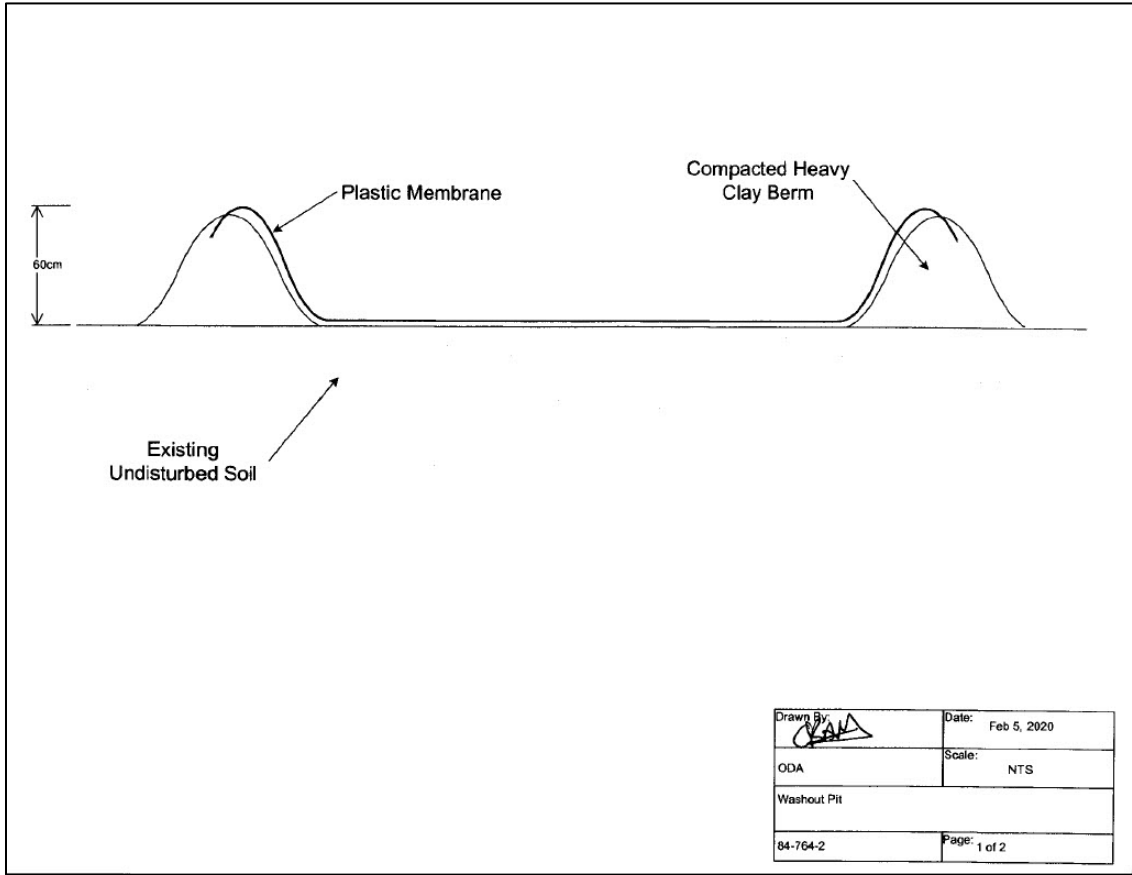 Plastic Membrane
Compacted Heavy
Clay Berm
60cm
Existing
Undisturbed Soil
Drawn By:
Date: Feb 5, 2020
ODA
Scale: NTS
Washout Pit
84-764-2
Page: 1 of 2